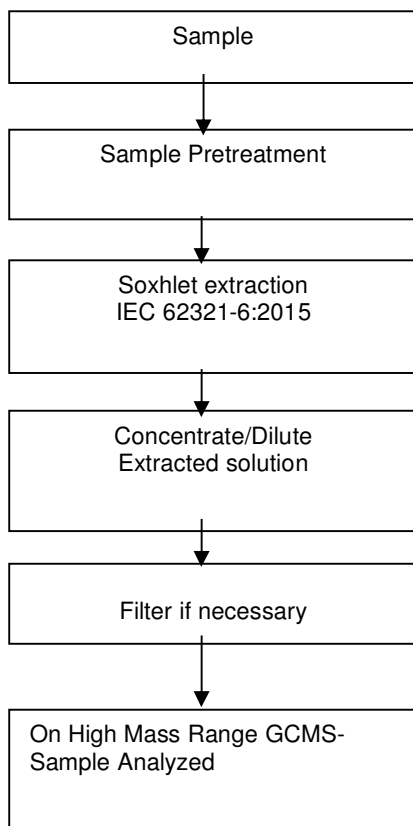 Sample
Sample Pretreatment
Soxhlet extraction
IEC 62321-6:2015
Concentrate/Dilute
Extracted solution
Filter if necessary
On High Mass Range GCMS-
Sample Analyzed